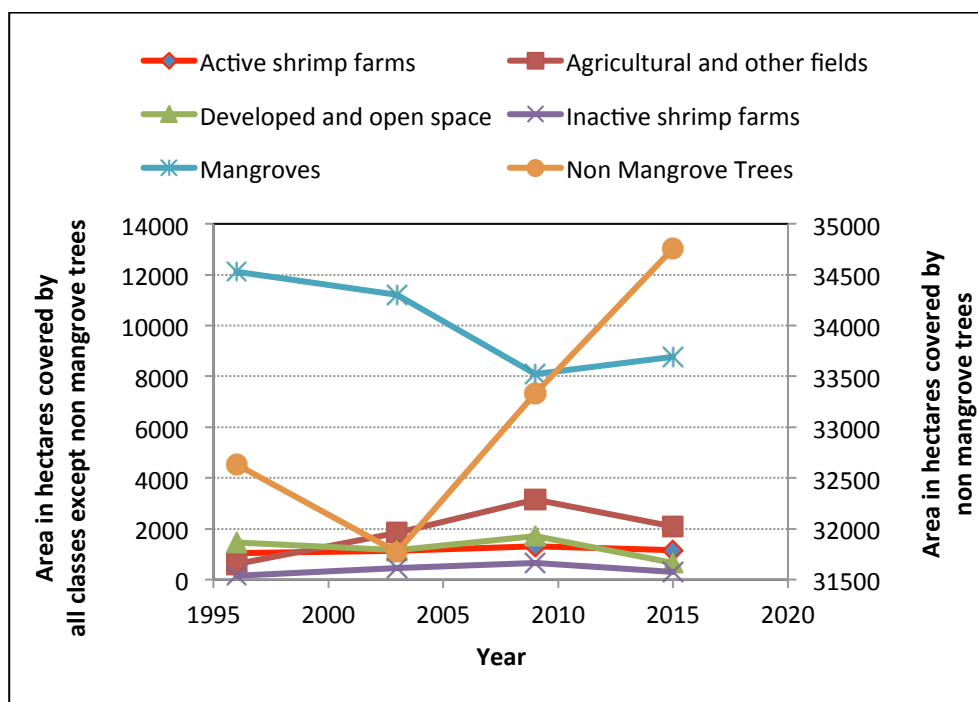 Active shrimp farms
Agricultural and other fields
Developed and open space
Inactive shrimp farms
Mangroves
Non Mangrove Trees
Area in hectares covered by
all classes except non mangrove trees
14000
12000
10000
8000
6000
4000
2000
0
35000
34500
34000
33500
33000
32500
32000
31500
Area in hectares covered by
non mangrove trees
1995
2000
2005
2010
2015
2020
Year